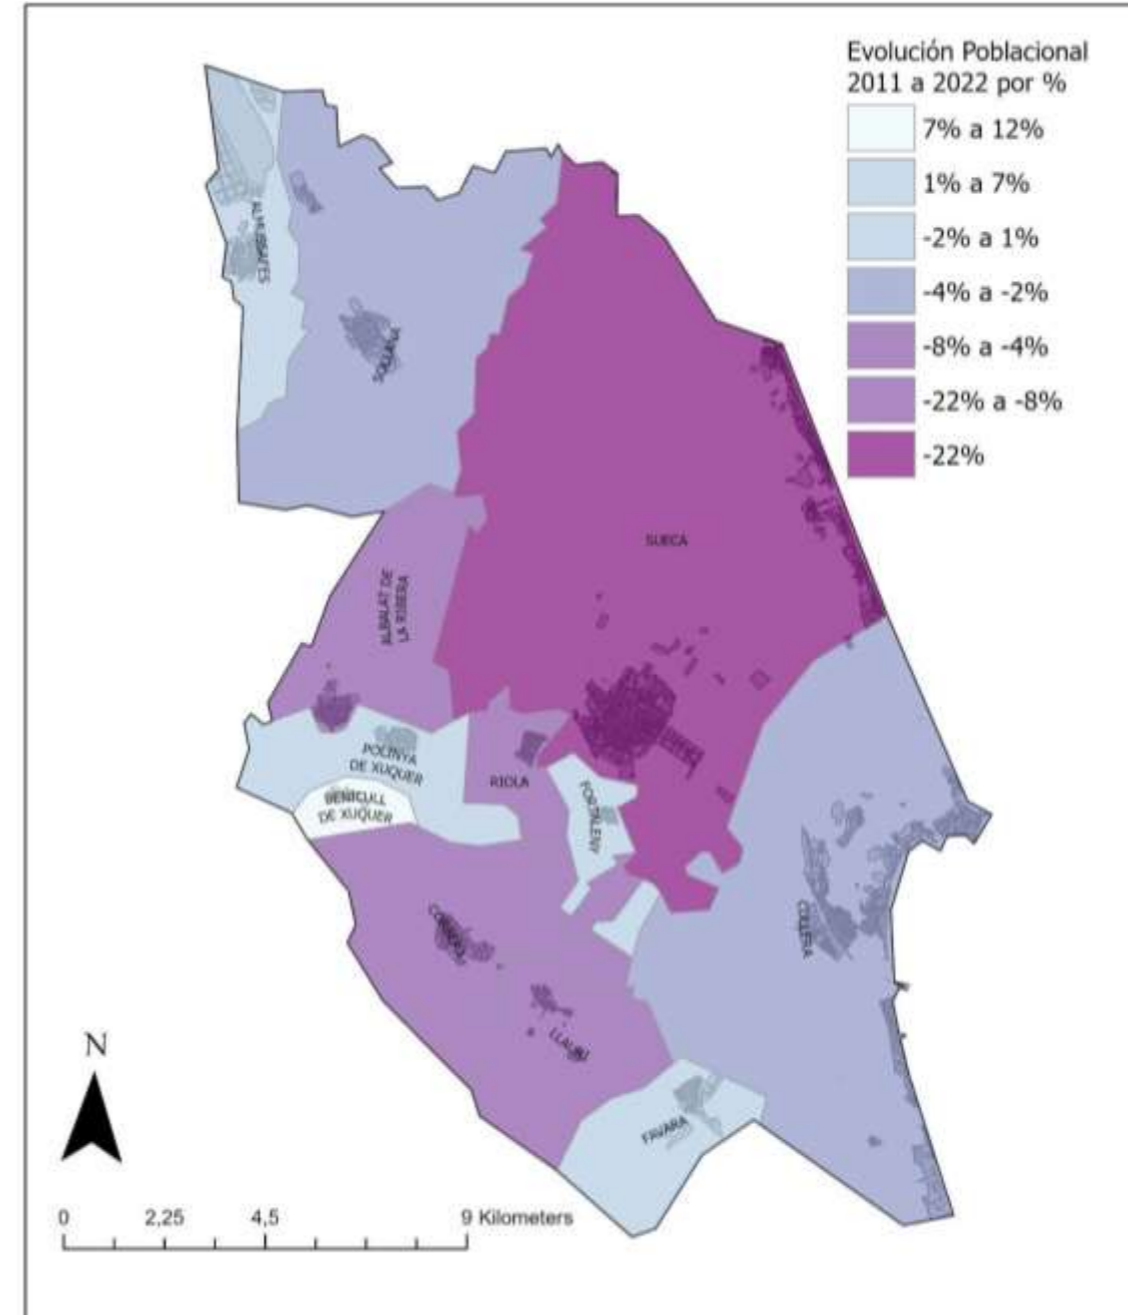 Evolución Poblacional
2011 a 2022 por %
7% a 12%
1% a 7%
-2% a 1%
-4% a -2%
-8% a -4%
-22% a -8%
-22%
ALMUSSAFES
SOLLANA
SUECA
ALBALAT DE
LA RIBERA
POLINYA
DE XUQUER
RIOLA
BENICULL
DE XUQUER
FORTALENY
CORBERA
CULLERA
LLAURI
FAVARA
N
0 2,25 4,5 9 Kilometers